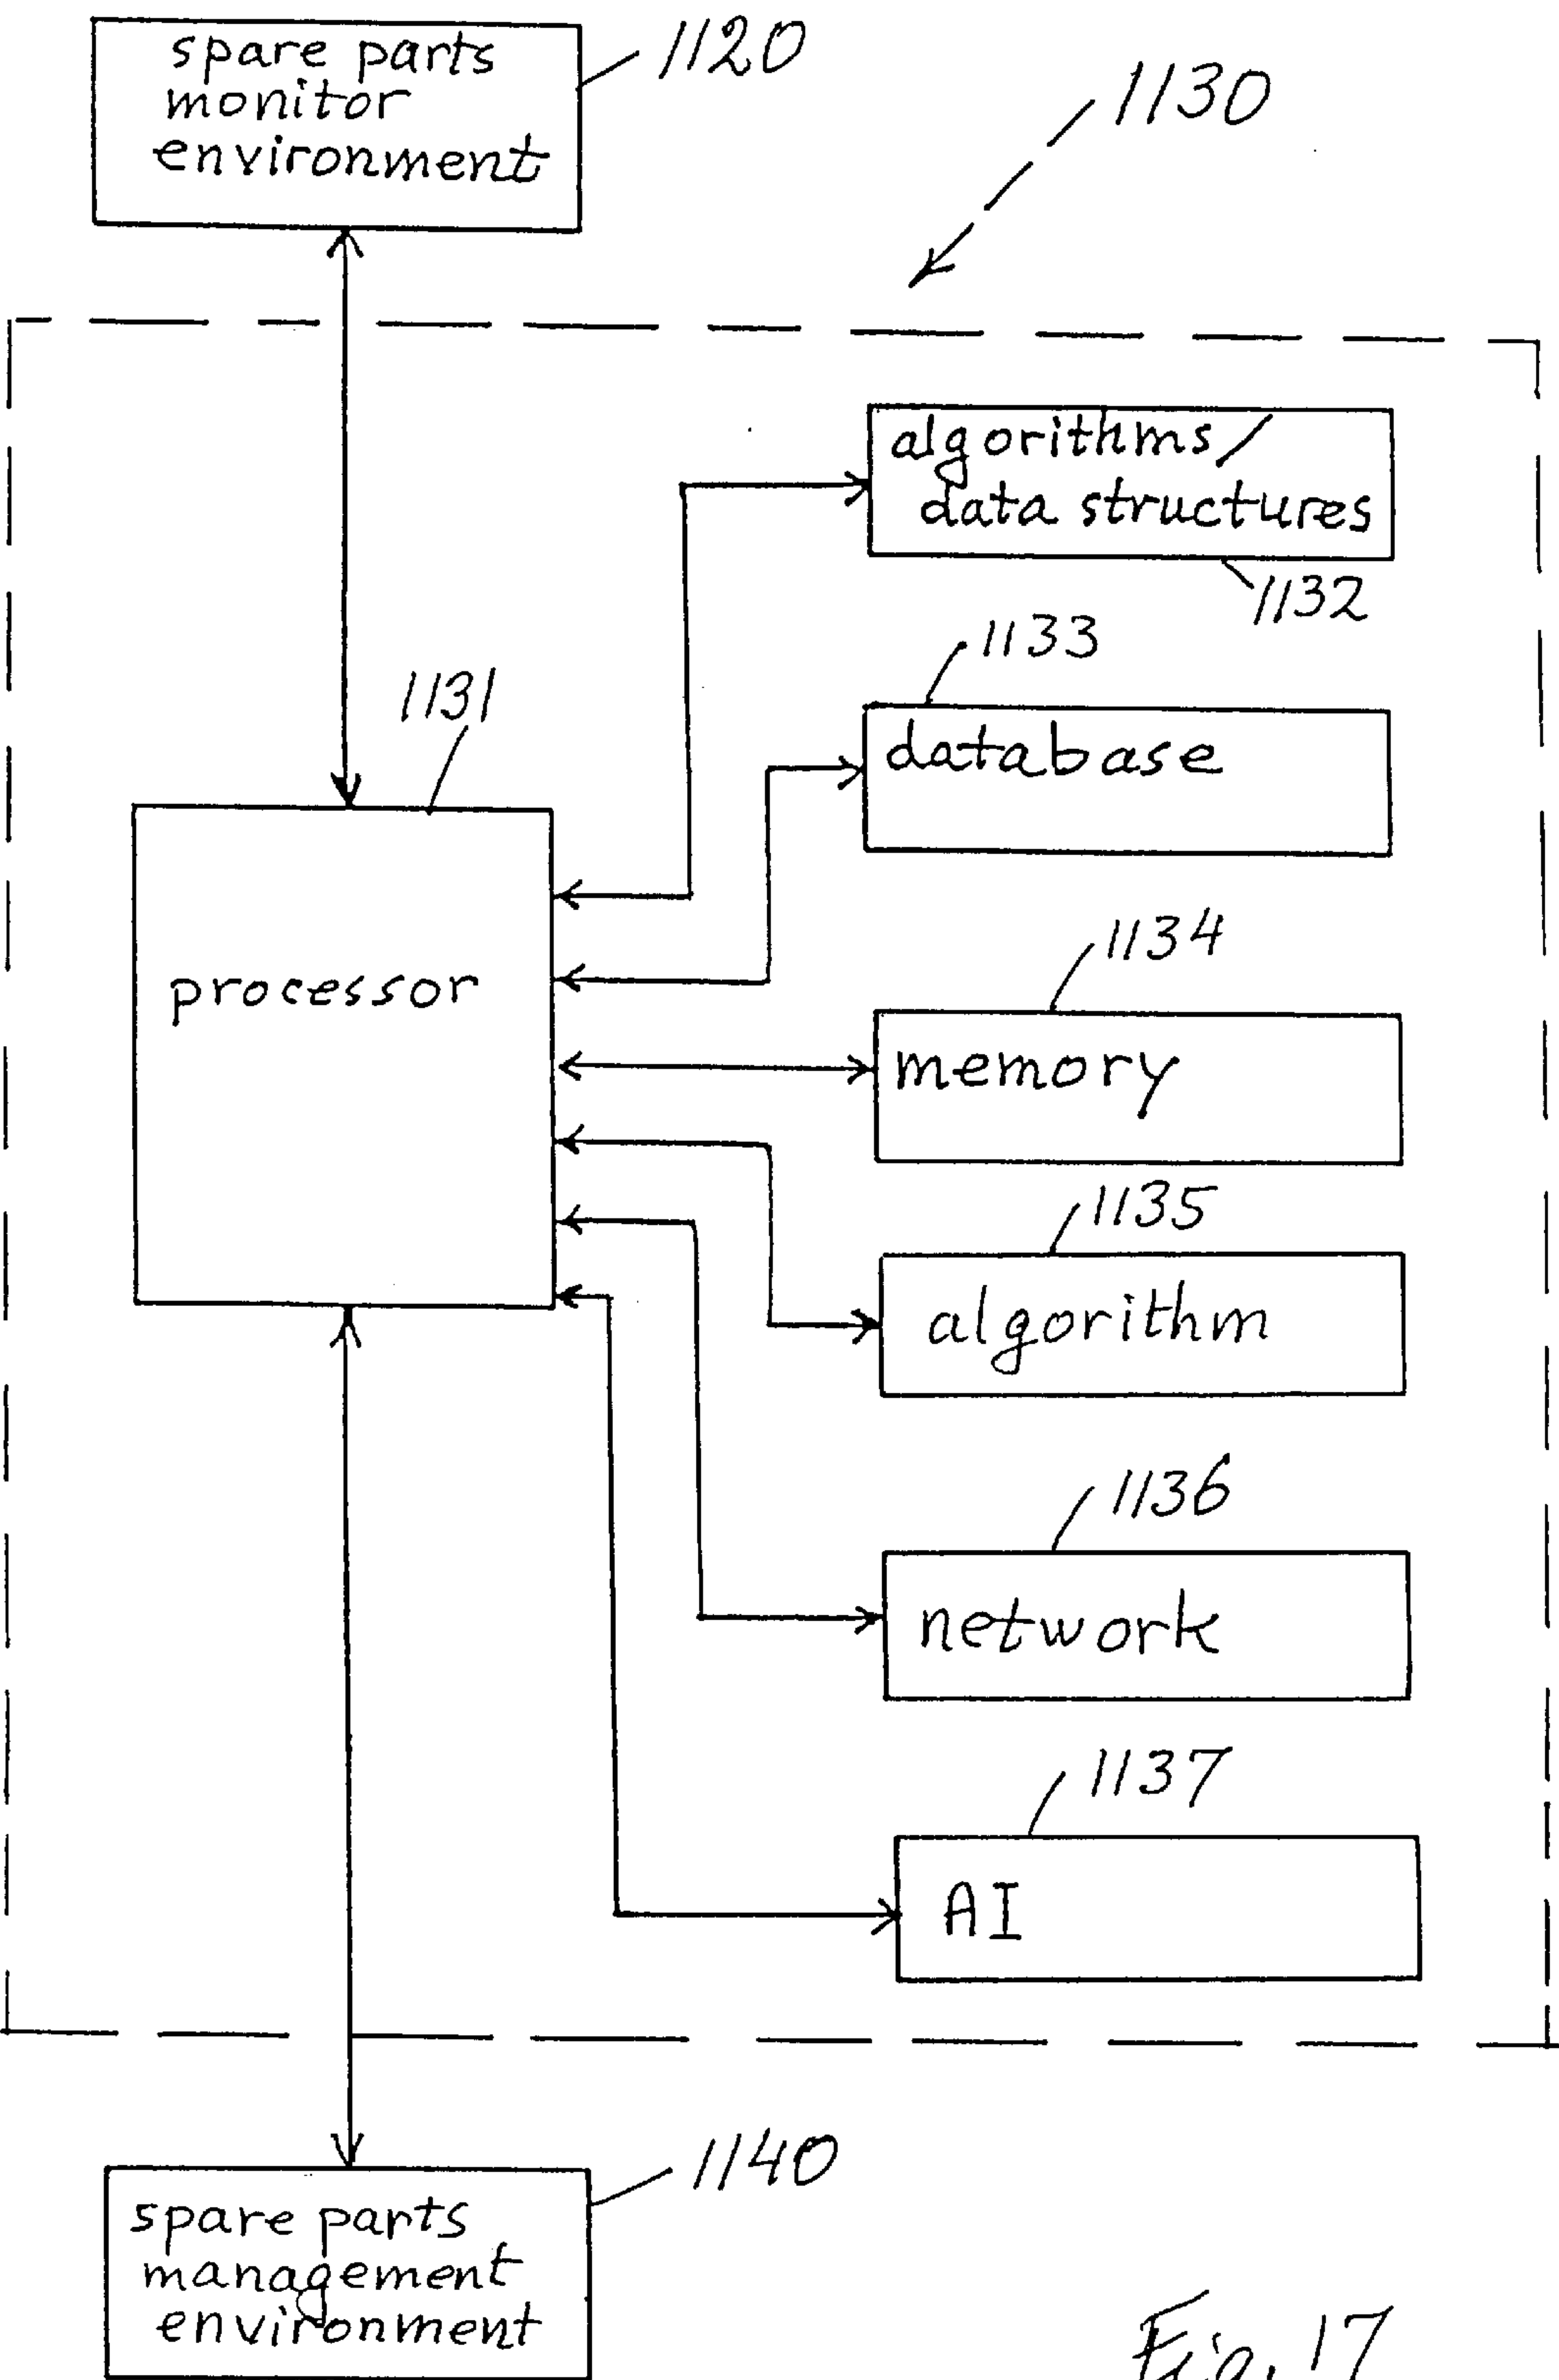 spare parts
monitor
environment
1120
1130
algorithms/
data structures
1132
1133
database
1131
processor
1134
memory
1135
algorithm
1136
network
1137
AI
1140
spare parts
management
environment
Fig. 17